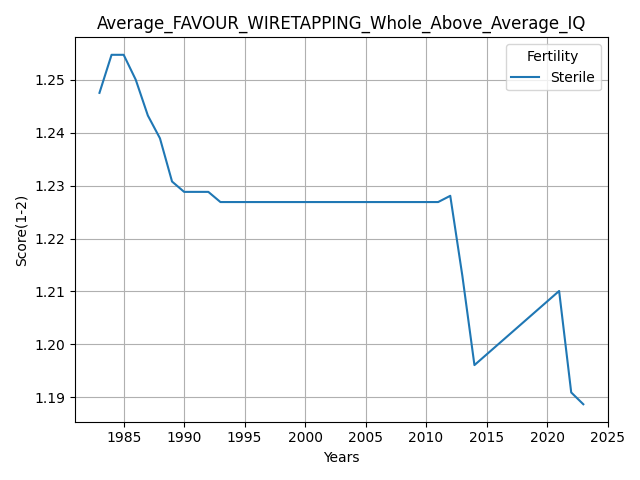 Average_FAVOUR_WIRETAPPING_Whole_Above_Average_IQ
Fertility
Sterile
Score(1-2)
1.25
1.24
1.23
1.22
1.21
1.20
1.19
1985 1990 1995 2000 2005 2010 2015 2020 2025
Years